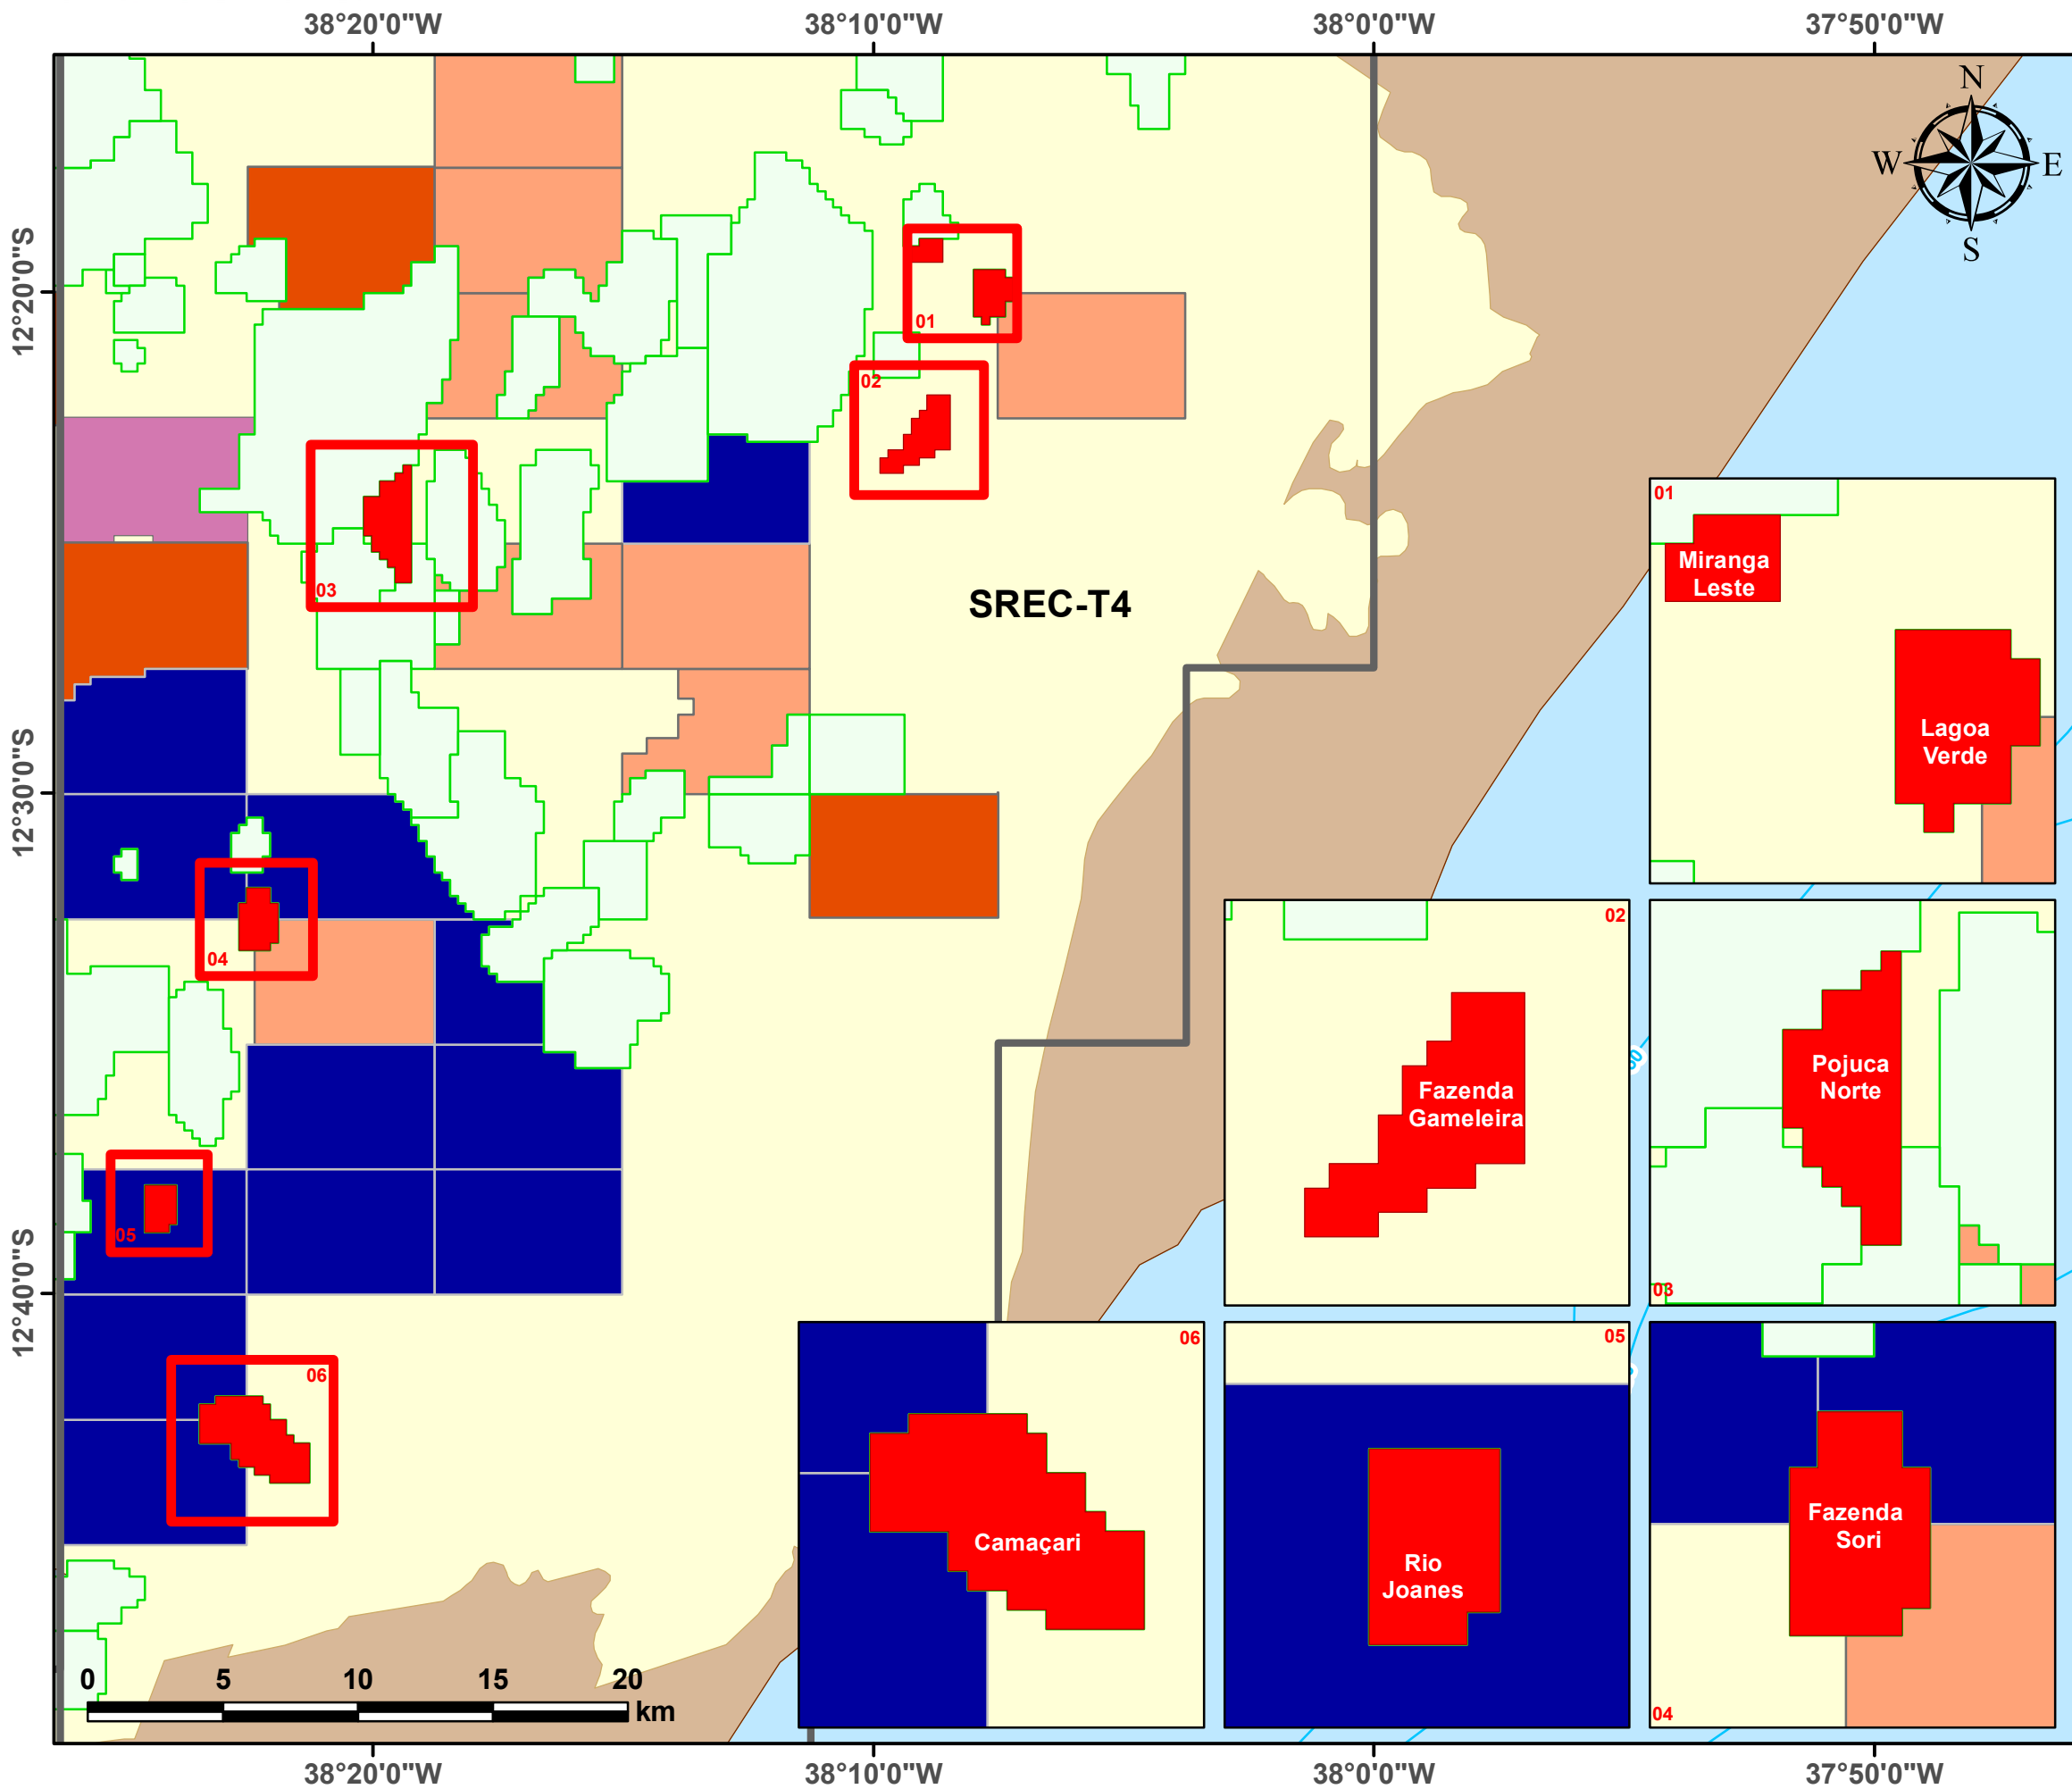 38°20'0"W
38°10'0"W
38°0'0"W
37°50'0"W
N
W
E
S
12°20'0"S
12°30'0"S
12°40'0"S
01
02
03
04
05
06
SREC-T4
01
Miranga
Leste
Lagoa
Verde
02
Fazenda
Gameleira
Pojuca
Norte
03
06
Camaçari
05
Rio
Joanes
Fazenda
Sori
04
0
5
10
15
20
km
38°20'0"W
38°10'0"W
38°0'0"W
37°50'0"W